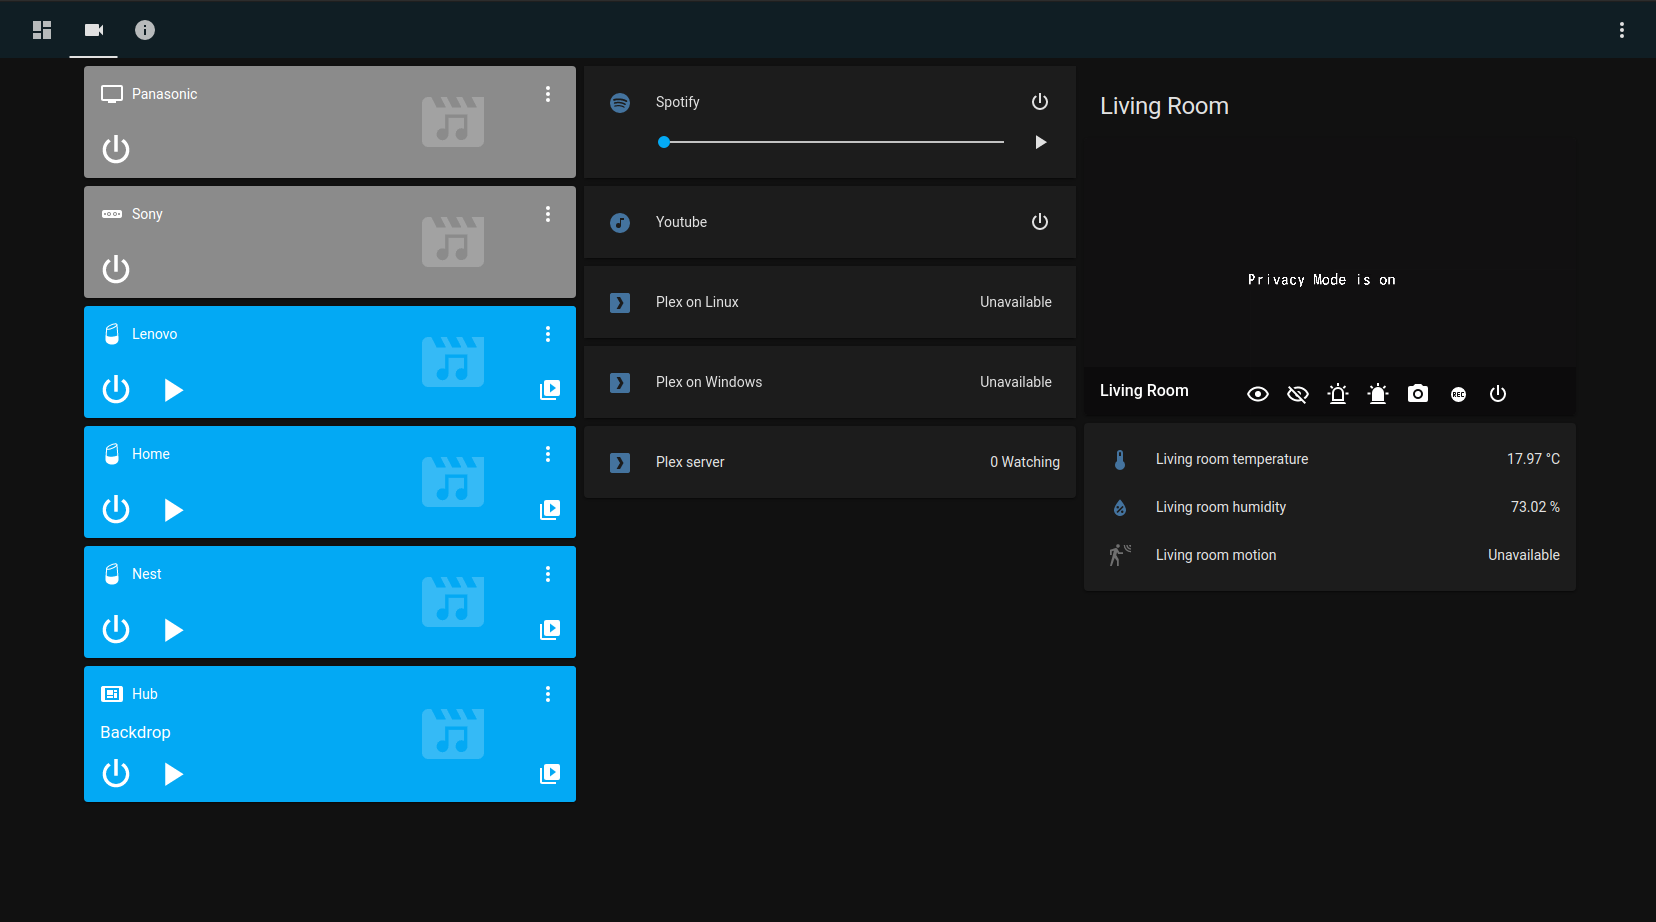 Panasonic
Sony
Lenovo
Home
Nest
Hub
Backdrop
Spotify
Youtube
Plex on Linux Unavailable
Plex on Windows Unavailable
Plex server 0 Watching
Living Room
Privacy Mode is on
Living Room REC
Living room temperature 17.97 °C
Living room humidity 73.02 %
Living room motion Unavailable